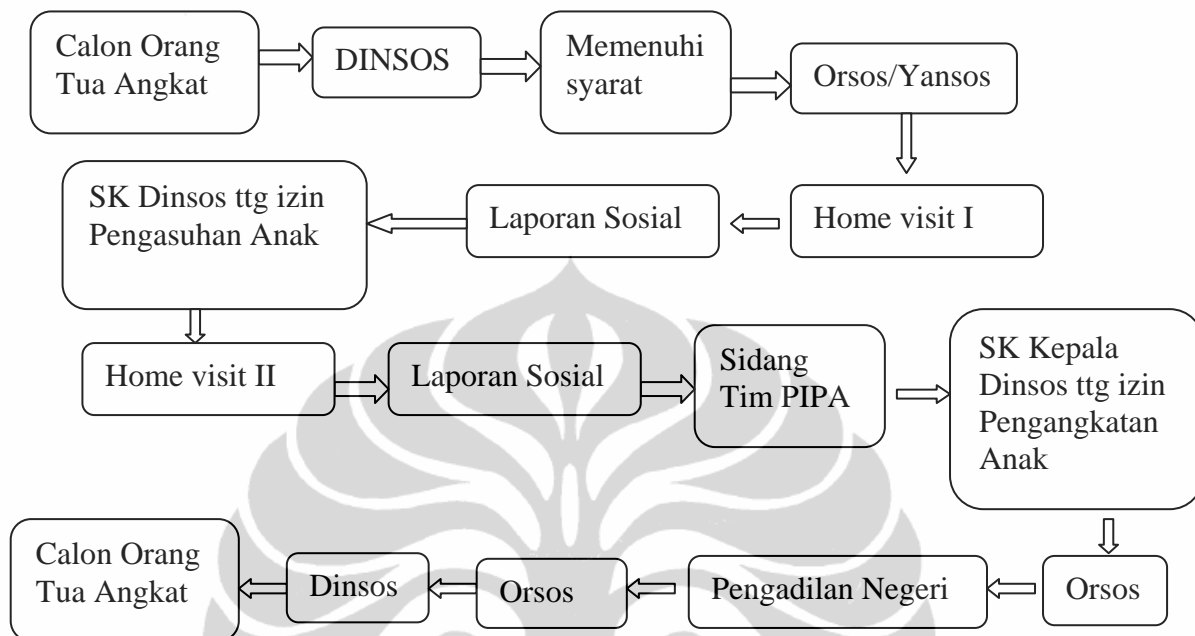 Calon Orang
Tua Angkat
DINSOS
Memenuhi
syarat
Orsos/Yansos
Home visit I
Laporan Sosial
SK Dinsos ttg izin
Pengasuhan Anak
Home visit II
Laporan Sosial
Sidang
Tim PIPA
SK Kepala
Dinsos ttg izin
Pengangkatan
Anak
Orsos
Pengadilan Negeri
Orsos
Dinsos
Calon Orang
Tua Angkat